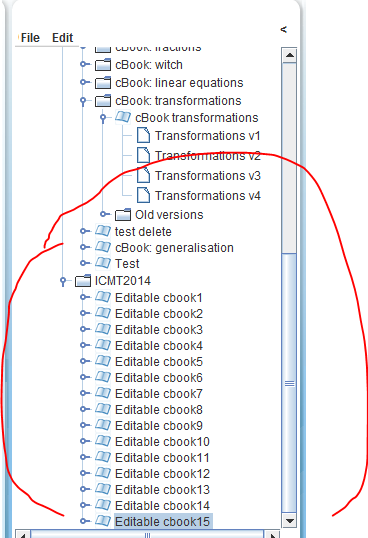 File Edit
<
cBook: fractions
cBook: witch
cBook: linear equations
cBook: transformations
cBook transformations
Transformations v1
Transformations v2
Transformations v3
Transformations v4
Old versions
test delete
cBook: generalisation
Test
ICMT2014
Editable cbook1
Editable cbook2
Editable cbook3
Editable cbook4
Editable cbook5
Editable cbook6
Editable cbook7
Editable cbook8
Editable cbook9
Editable cbook10
Editable cbook11
Editable cbook12
Editable cbook13
Editable cbook14
Editable cbook15